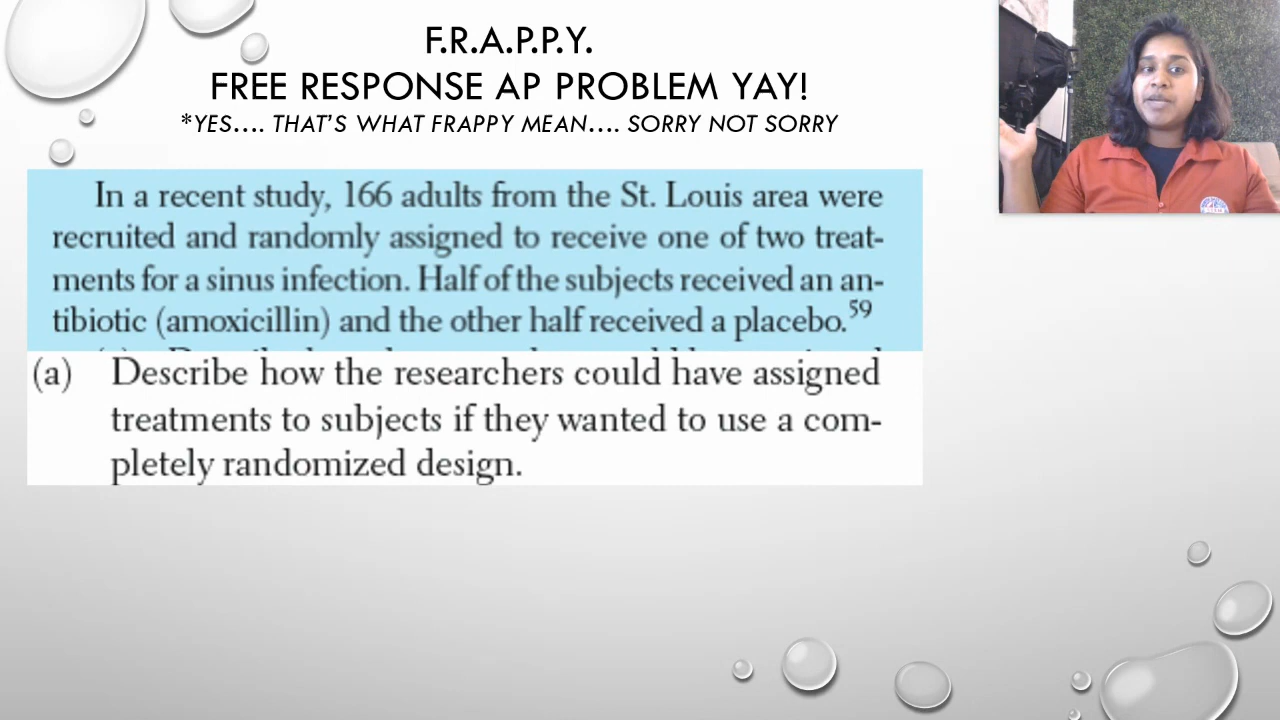 F.R.A.P.P.Y.
FREE RESPONSE AP PROBLEM YAY!
*YES.... THAT'S WHAT FRAPPY MEAN.... SORRY NOT SORRY
In a recent study, 166 adults from the St. Louis area were
recruited and randomly assigned to receive one of two treat-
ments for a sinus infection. Half of the subjects received an an-
tibiotic (amoxicillin) and the other half received a placebo.59
(a) Describe how the researchers could have assigned
treatments to subjects if they wanted to use a com-
pletely randomized design.